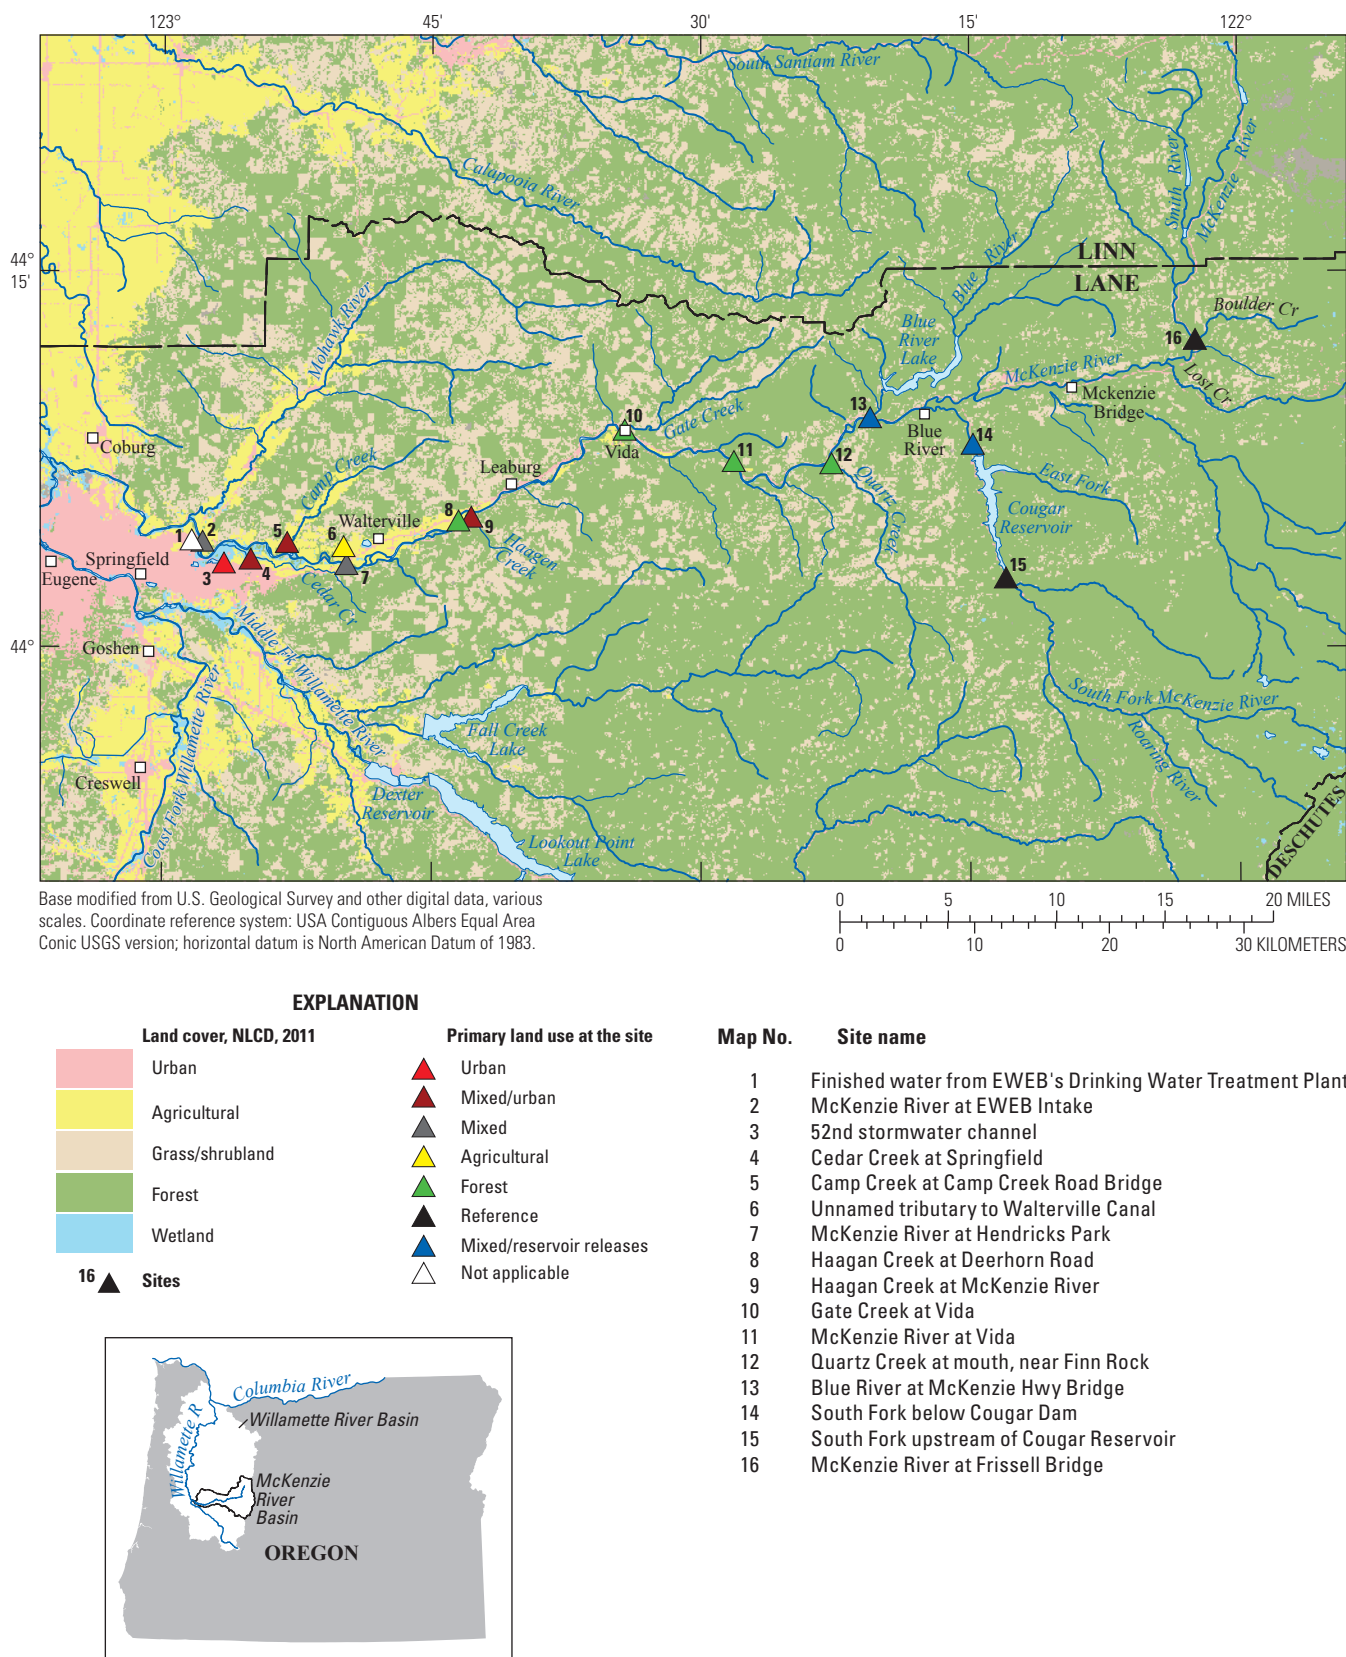 123°
45'
30'
15'
122°
South Santiam River
Calapooia River
Smith River
McKenzie River
44°
15'
LINN
LANE
Blue River
Boulder Cr
Mohawk River
Blue
River
Lake
16
McKenzie River
Lost Cr
Mckenzie
Bridge
10
Gate Creek
13
Blue
River
14
Coburg
Vida
11
12
Camp Creek
Leaburg
Quartz Creek
East Fork
Cougar
Reservoir
1
2
5
6
Walterville
8
9
Haagen
Creek
Springfield
Eugene
3
4
7
Cedar Cr
15
44°
Goshen
Middle Fk Willamette River
South Fork McKenzie River
Roaring River
Coast Fork Willamette River
Fall Creek
Lake
Creswell
Dexter
Reservoir
Lookout Point
Lake
DESCHUTES
Base modified from U.S. Geological Survey and other digital data, various
scales. Coordinate reference system: USA Contiguous Albers Equal Area
Conic USGS version; horizontal datum is North American Datum of 1983.
0 5 10 15 20 MILES
0 10 20 30 KILOMETERS
EXPLANATION
Land cover, NLCD, 2011
Urban
Agricultural
Grass/shrubland
Forest
Wetland
16 Sites
Primary land use at the site
Urban
Mixed/urban
Mixed
Agricultural
Forest
Reference
Mixed/reservoir releases
Not applicable
Map No. Site name
1 Finished water from EWEB's Drinking Water Treatment Plant
2 McKenzie River at EWEB Intake
3 52nd stormwater channel
4 Cedar Creek at Springfield
5 Camp Creek at Camp Creek Road Bridge
6 Unnamed tributary to Walterville Canal
7 McKenzie River at Hendricks Park
8 Haagan Creek at Deerhorn Road
9 Haagan Creek at McKenzie River
10 Gate Creek at Vida
11 McKenzie River at Vida
12 Quartz Creek at mouth, near Finn Rock
13 Blue River at McKenzie Hwy Bridge
14 South Fork below Cougar Dam
15 South Fork upstream of Cougar Reservoir
16 McKenzie River at Frissell Bridge
Columbia River
Willamette River Basin
Willamette R
McKenzie
River
Basin
OREGON